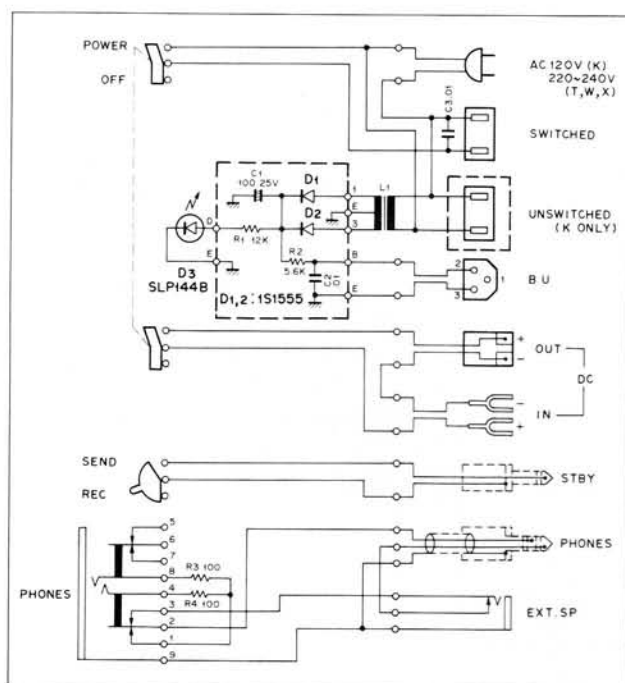 POWER
OFF
AC 120V (K)
220~240V
(T,W,X)
C3.01
SWITCHED
C1
100 25V
D1
1
L1
E
D2
3
D
R1 12K
UNSWITCHED
(K ONLY)
R2
5.6K
B
C2
.01
E
E
D3
SLP144B
D1,2 : 1S1555
2
1
3
B U
+
OUT
-
DC
-
IN
+
SEND
REC
STBY
5
6
7
8
R3 100
4
R4 100
3
2
1
9
PHONES
PHONES
EXT. SP